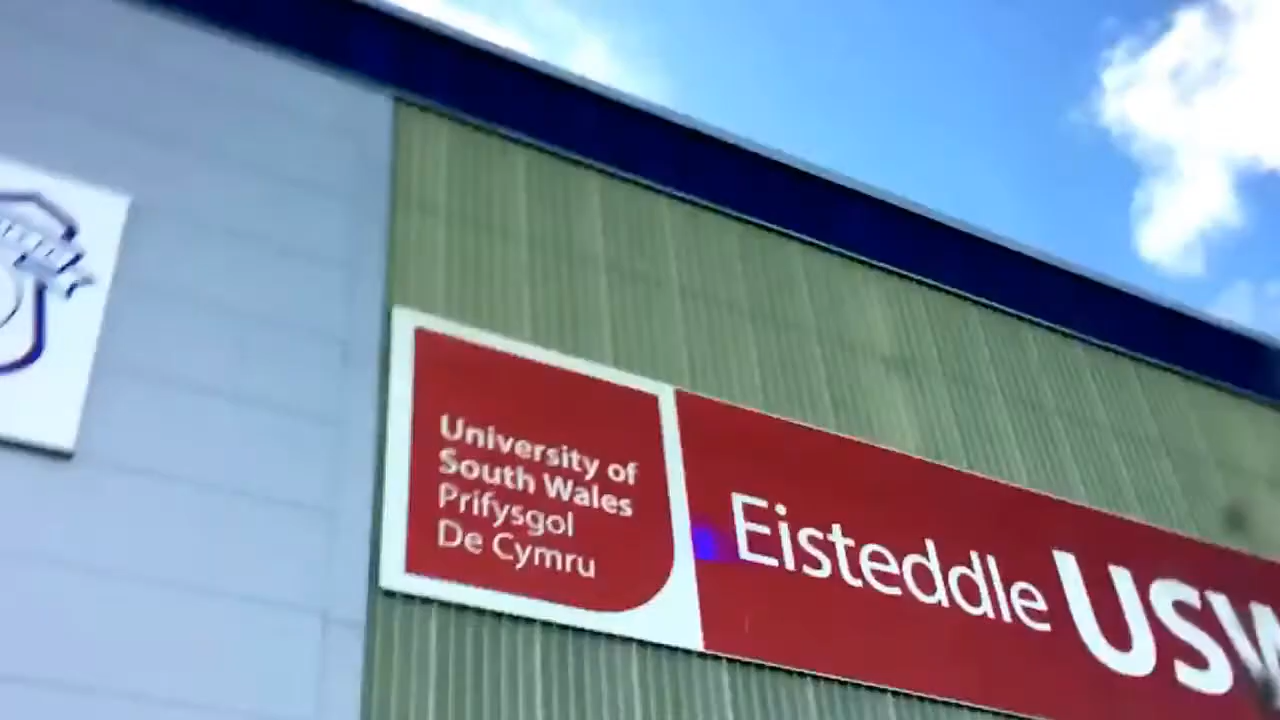 University of
South Wales
Prifysgol
De Cymru
Eisteddle USW